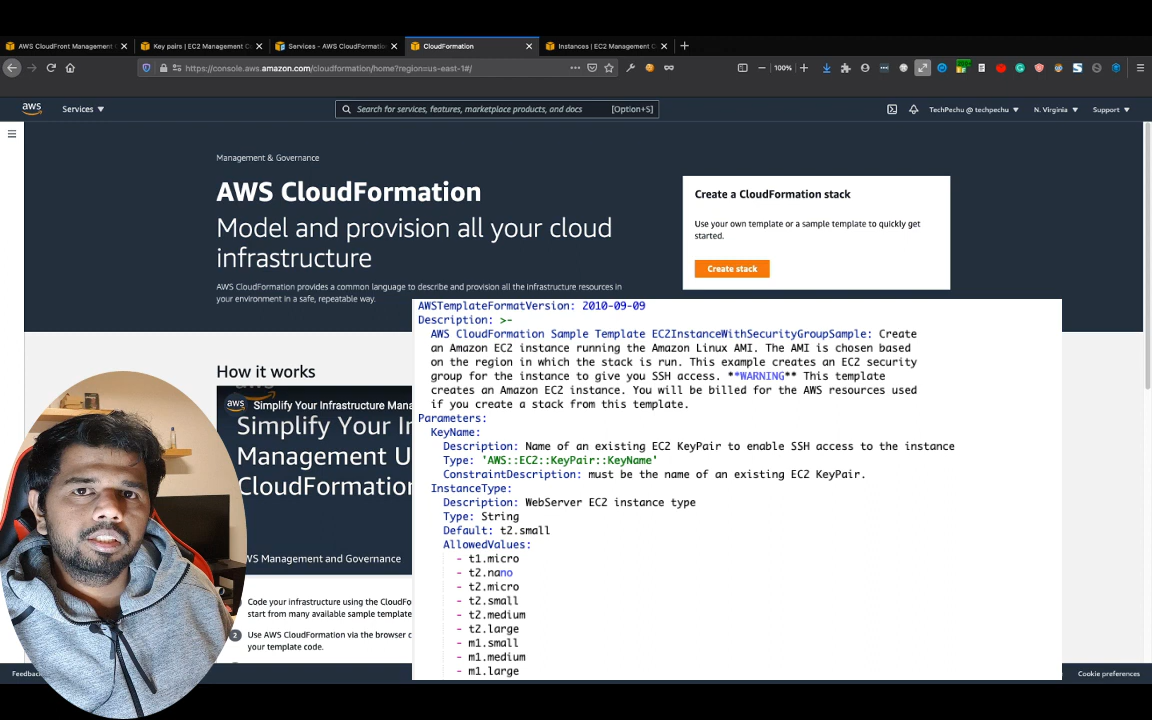 AWS CloudFront Management
Key pairs | EC2 Management C
Services - AWS CloudFormation
CloudFormation
Instances | EC2 Management C
https://console.aws.amazon.com/cloudformation/home?region=us-east-1#/
100%
aws
Services
Search for services, features, marketplace products, and docs
[Option+S]
TechPechu @ techpechu
N. Virginia
Support
Management & Governance
AWS CloudFormation
Model and provision all your cloud
infrastructure
AWS CloudFormation provides a common language to describe and provision all the infrastructure resources in
your environment in a safe, repeatable way.
Create a CloudFormation stack
Use your own template or a sample template to quickly get
started.
Create stack
How it works
aws
Simplify Your Infrastructure Mana
Simplify Your I
Management U
CloudFormation
WS Management and Governance
Code your infrastructure using the CloudFo
start from many available sample template
2
Use AWS CloudFormation via the browser c
your template code.
Feedba
Cookie preferences
AWSTemplateFormatVersion: 2010-09-09
Description: >-
AWS CloudFormation Sample Template EC2InstanceWithSecurityGroupSample: Create
an Amazon EC2 instance running the Amazon Linux AMI. The AMI is chosen based
on the region in which the stack is run. This example creates an EC2 security
group for the instance to give you SSH access. **WARNING** This template
creates an Amazon EC2 instance. You will be billed for the AWS resources used
if you create a stack from this template.
Parameters:
KeyName:
Description: Name of an existing EC2 KeyPair to enable SSH access to the instance
Type: 'AWS::EC2::KeyPair::KeyName'
ConstraintDescription: must be the name of an existing EC2 KeyPair.
InstanceType:
Description: WebServer EC2 instance type
Type: String
Default: t2.small
AllowedValues:
- t1.micro
- t2.nano
- t2.micro
- t2.small
- t2.medium
- t2.large
- m1.small
- m1.medium
- m1.large